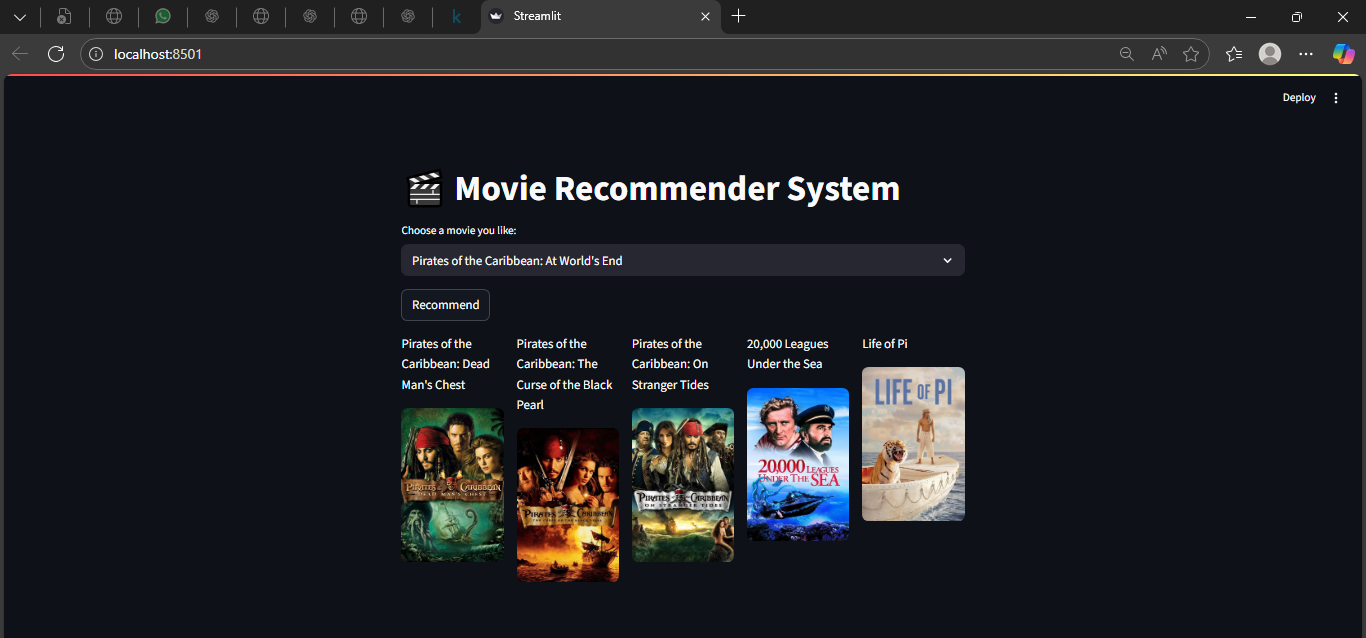 Streamlit
localhost:8501
Deploy
Movie Recommender System
Choose a movie you like:
Pirates of the Caribbean: At World's End
Recommend
Pirates of the
Caribbean: Dead
Man's Chest
Pirates of the
Caribbean: The
Curse of the Black
Pearl
Pirates of the
Caribbean: On
Stranger Tides
20,000 Leagues
Under the Sea
Life of Pi
PIRATES of the CARIBBEAN
DEAD MAN'S CHEST
PIRATES of the CARIBBEAN
THE CURSE OF THE BLACK PEARL
PIRATES of the CARIBBEAN
ON STRANGER TIDES
20,000 LEAGUES
UNDER THE SEA
LIFE OF PI